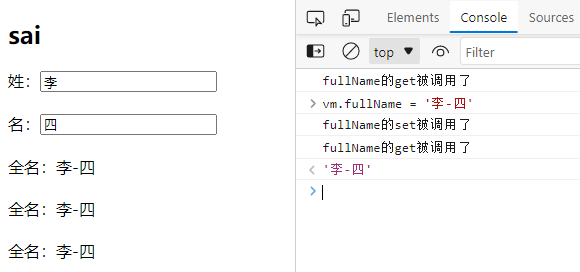 sai
姓：李
名：四
全名：李-四
全名：李-四
全名：李-四
Elements Console Sources
top Filter
fullName的get被调用了
> vm.fullName = '李-四'
fullName的set被调用了
fullName的get被调用了
< '李-四'
>